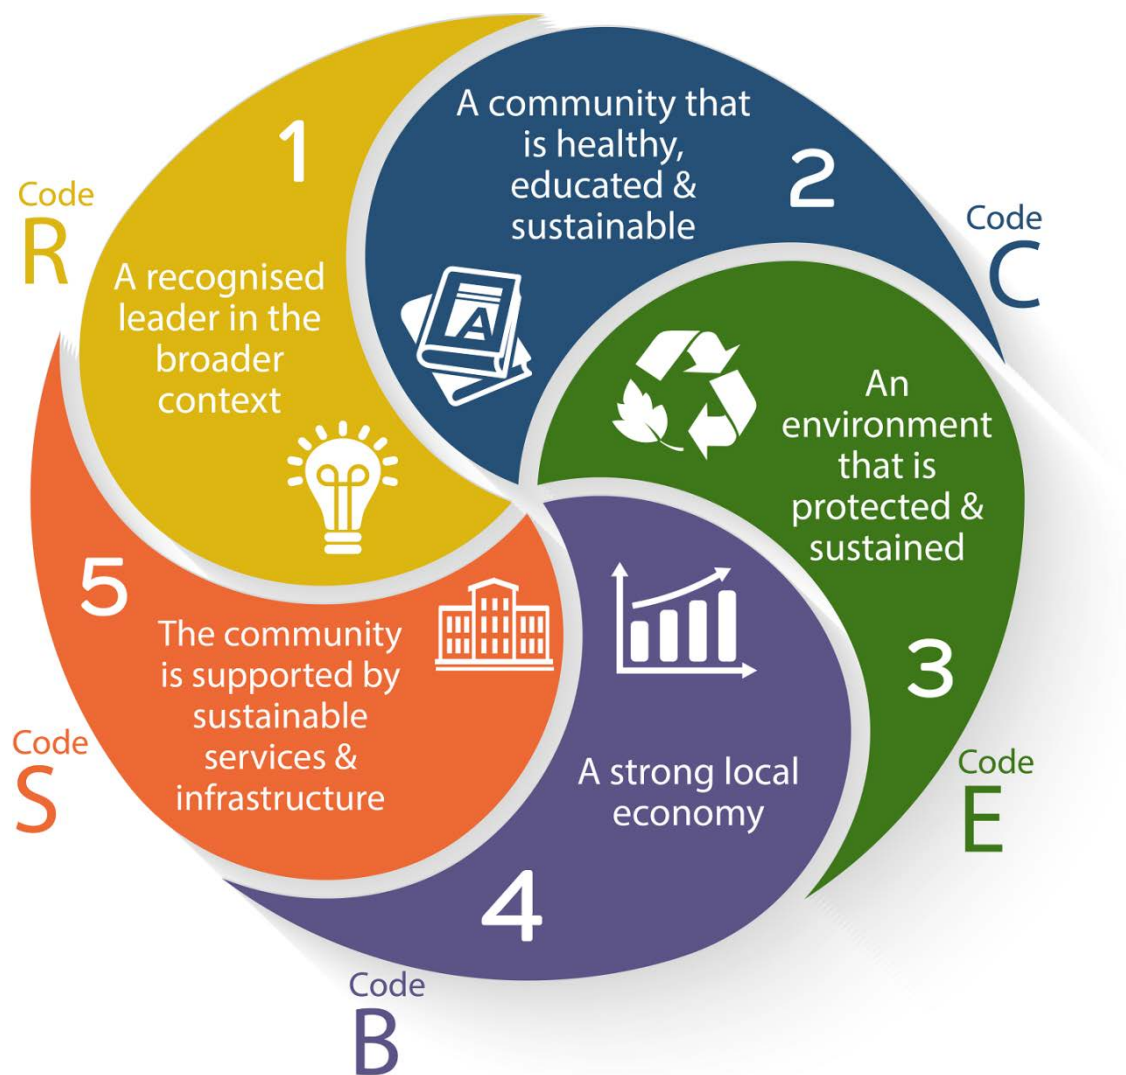 Code
R
1
A recognised
leader in the
broader
context
A community that
is healthy,
educated &
sustainable
2
A
Code
C
An
environment
that is
protected &
sustained
3
Code
E
A strong local
economy
4
Code
B
5
The community
is supported by
sustainable
services &
infrastructure
Code
S